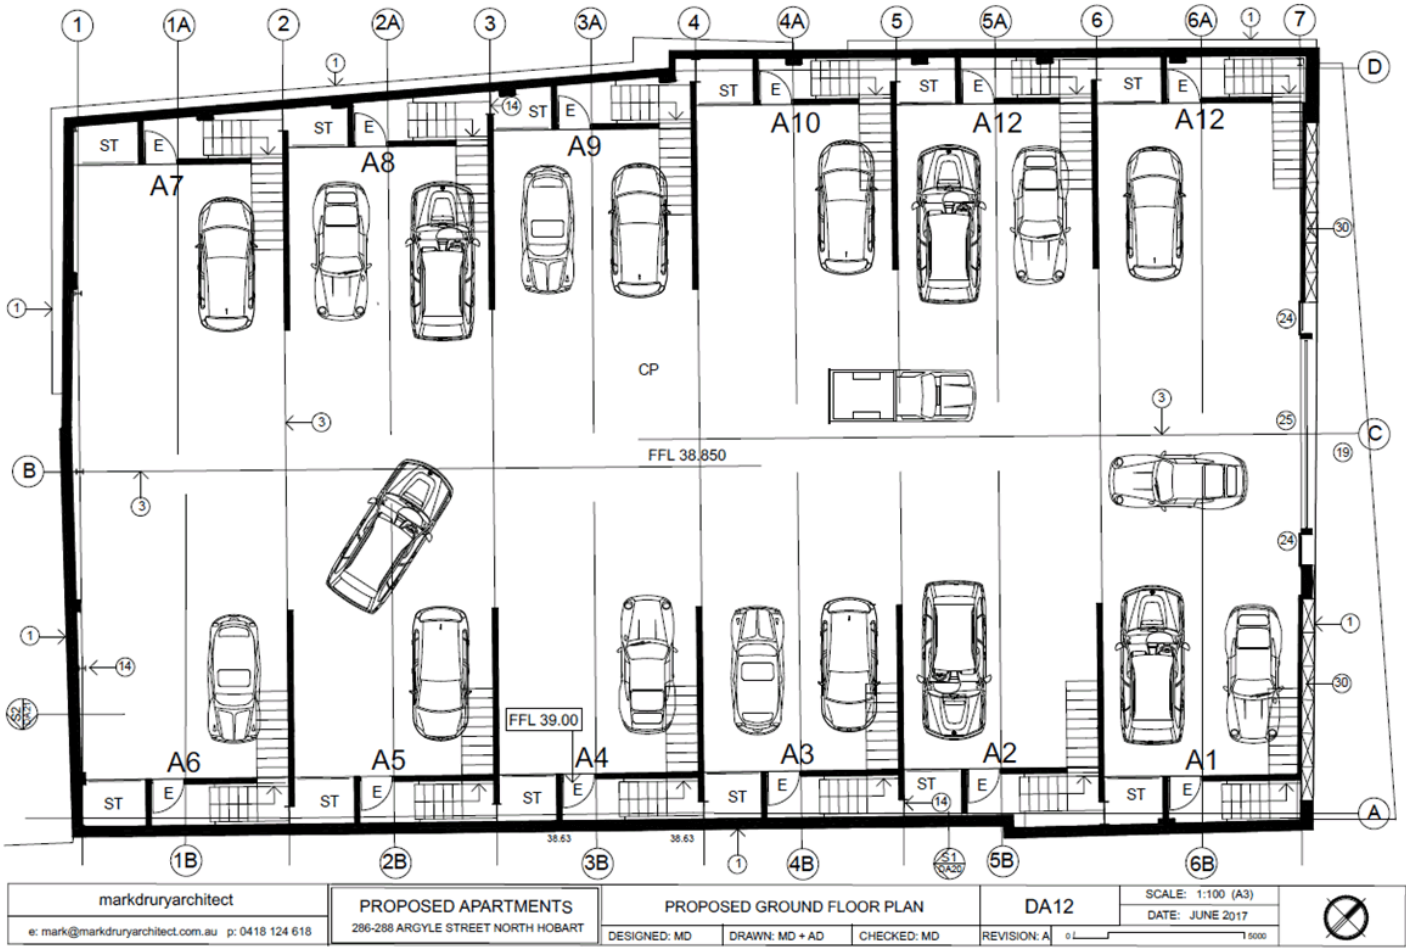 1 1A 2 2A 3 3A 4 4A 5 5A 6 6A 1 7
D
1
ST E ST E ST E ST E ST E ST E
14
A7 A8 A9 A10 A12 A12
30
1
24
CP
3 3
25
C
19
FFL 38.850
B
3
24
1
1
14
30
S2
DA21
FFL 39.00
A6 A5 A4 A3 A2 A1
ST E ST E ST E ST E ST E ST E
14
A
38.63 38.63
1B 2B 3B 1 4B S1 5B 6B
DA20
markdruryarchitect
e: mark@markdruryarchitect.com.au p: 0418 124 618
PROPOSED APARTMENTS
286-288 ARGYLE STREET NORTH HOBART
PROPOSED GROUND FLOOR PLAN
DESIGNED: MD DRAWN: MD + AD CHECKED: MD
DA12
REVISION: A
SCALE: 1:100 (A3)
DATE: JUNE 2017
0 5000